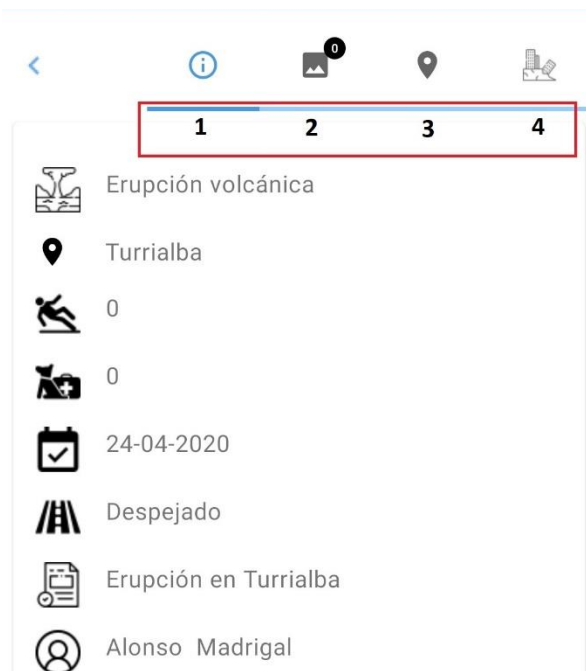 0
1 2 3 4
Erupción volcánica
Turrialba
0
0
24-04-2020
Despejado
Erupción en Turrialba
Alonso Madrigal